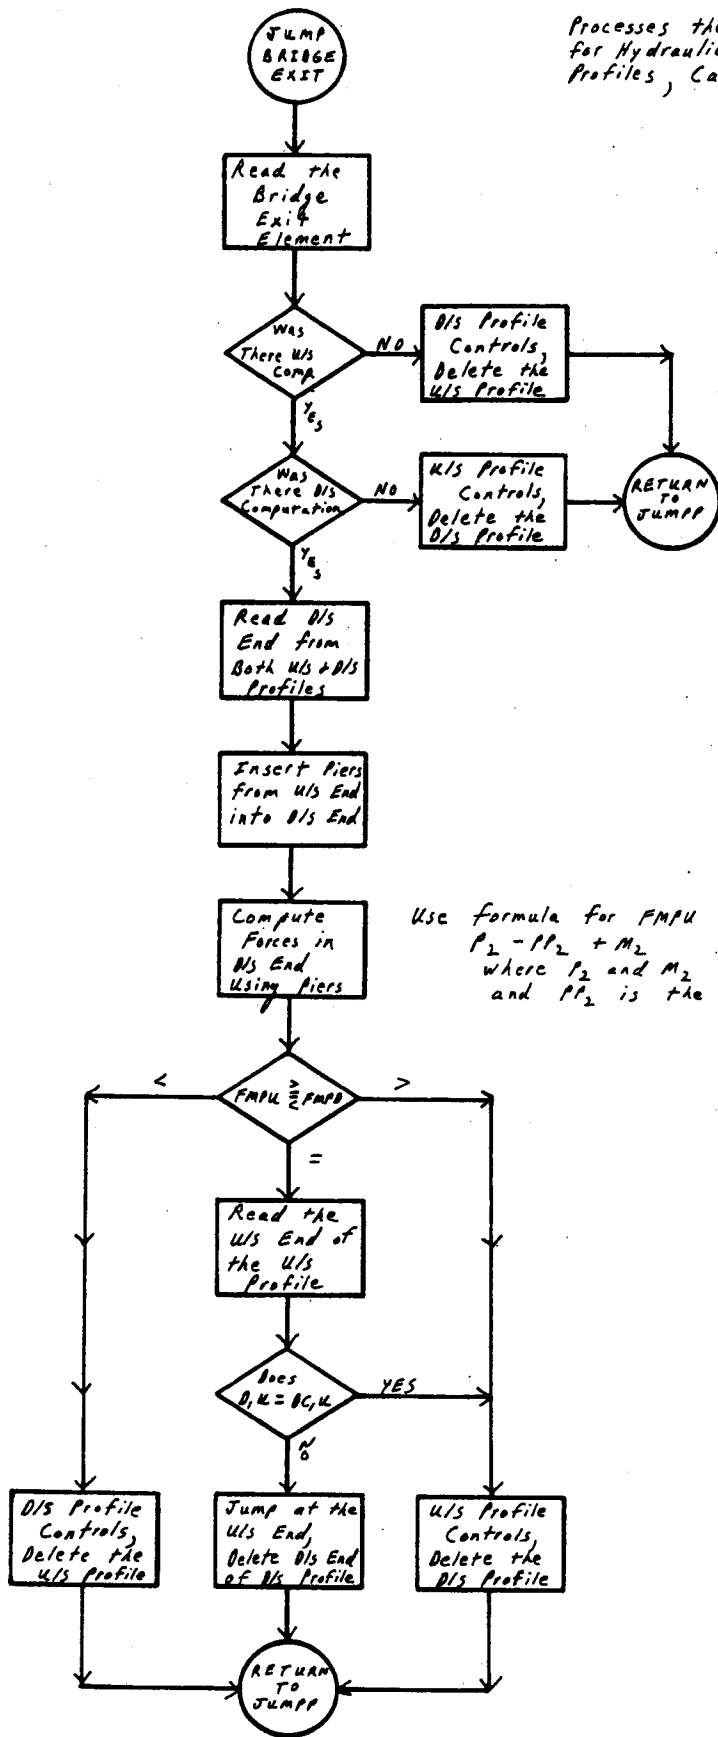 JUMP
BRIDGE
EXIT
Processes the
for Hydraulic
Profiles, Ca
Read the
Bridge
Exit
Element
Was
There U/S
Comp.
NO
D/S Profile
Controls,
Delete the
U/S Profile
Yes
Was
There D/S
Computation
NO
U/S Profile
Controls,
Delete the
D/S Profile
RETURN
TO
JUMPP
Yes
Read D/S
End from
Both U/S + D/S
Profiles
Insert Piers
from U/S End
into D/S End
Compute
Forces in
D/S End
Using Piers
Use formula for FMPU
P₂ - PP₂ + M₂
where P₂ and M₂
and PP₂ is the
<
FMPU >=< FMPD
>
=
Read the
U/S End of
the U/S
Profile
Does
D,U = DC,U
YES
No
D/S Profile
Controls,
Delete the
U/S Profile
Jump at the
U/S End,
Delete D/S End
of D/S Profile
U/S Profile
Controls,
Delete the
D/S Profile
RETURN
TO
JUMPP